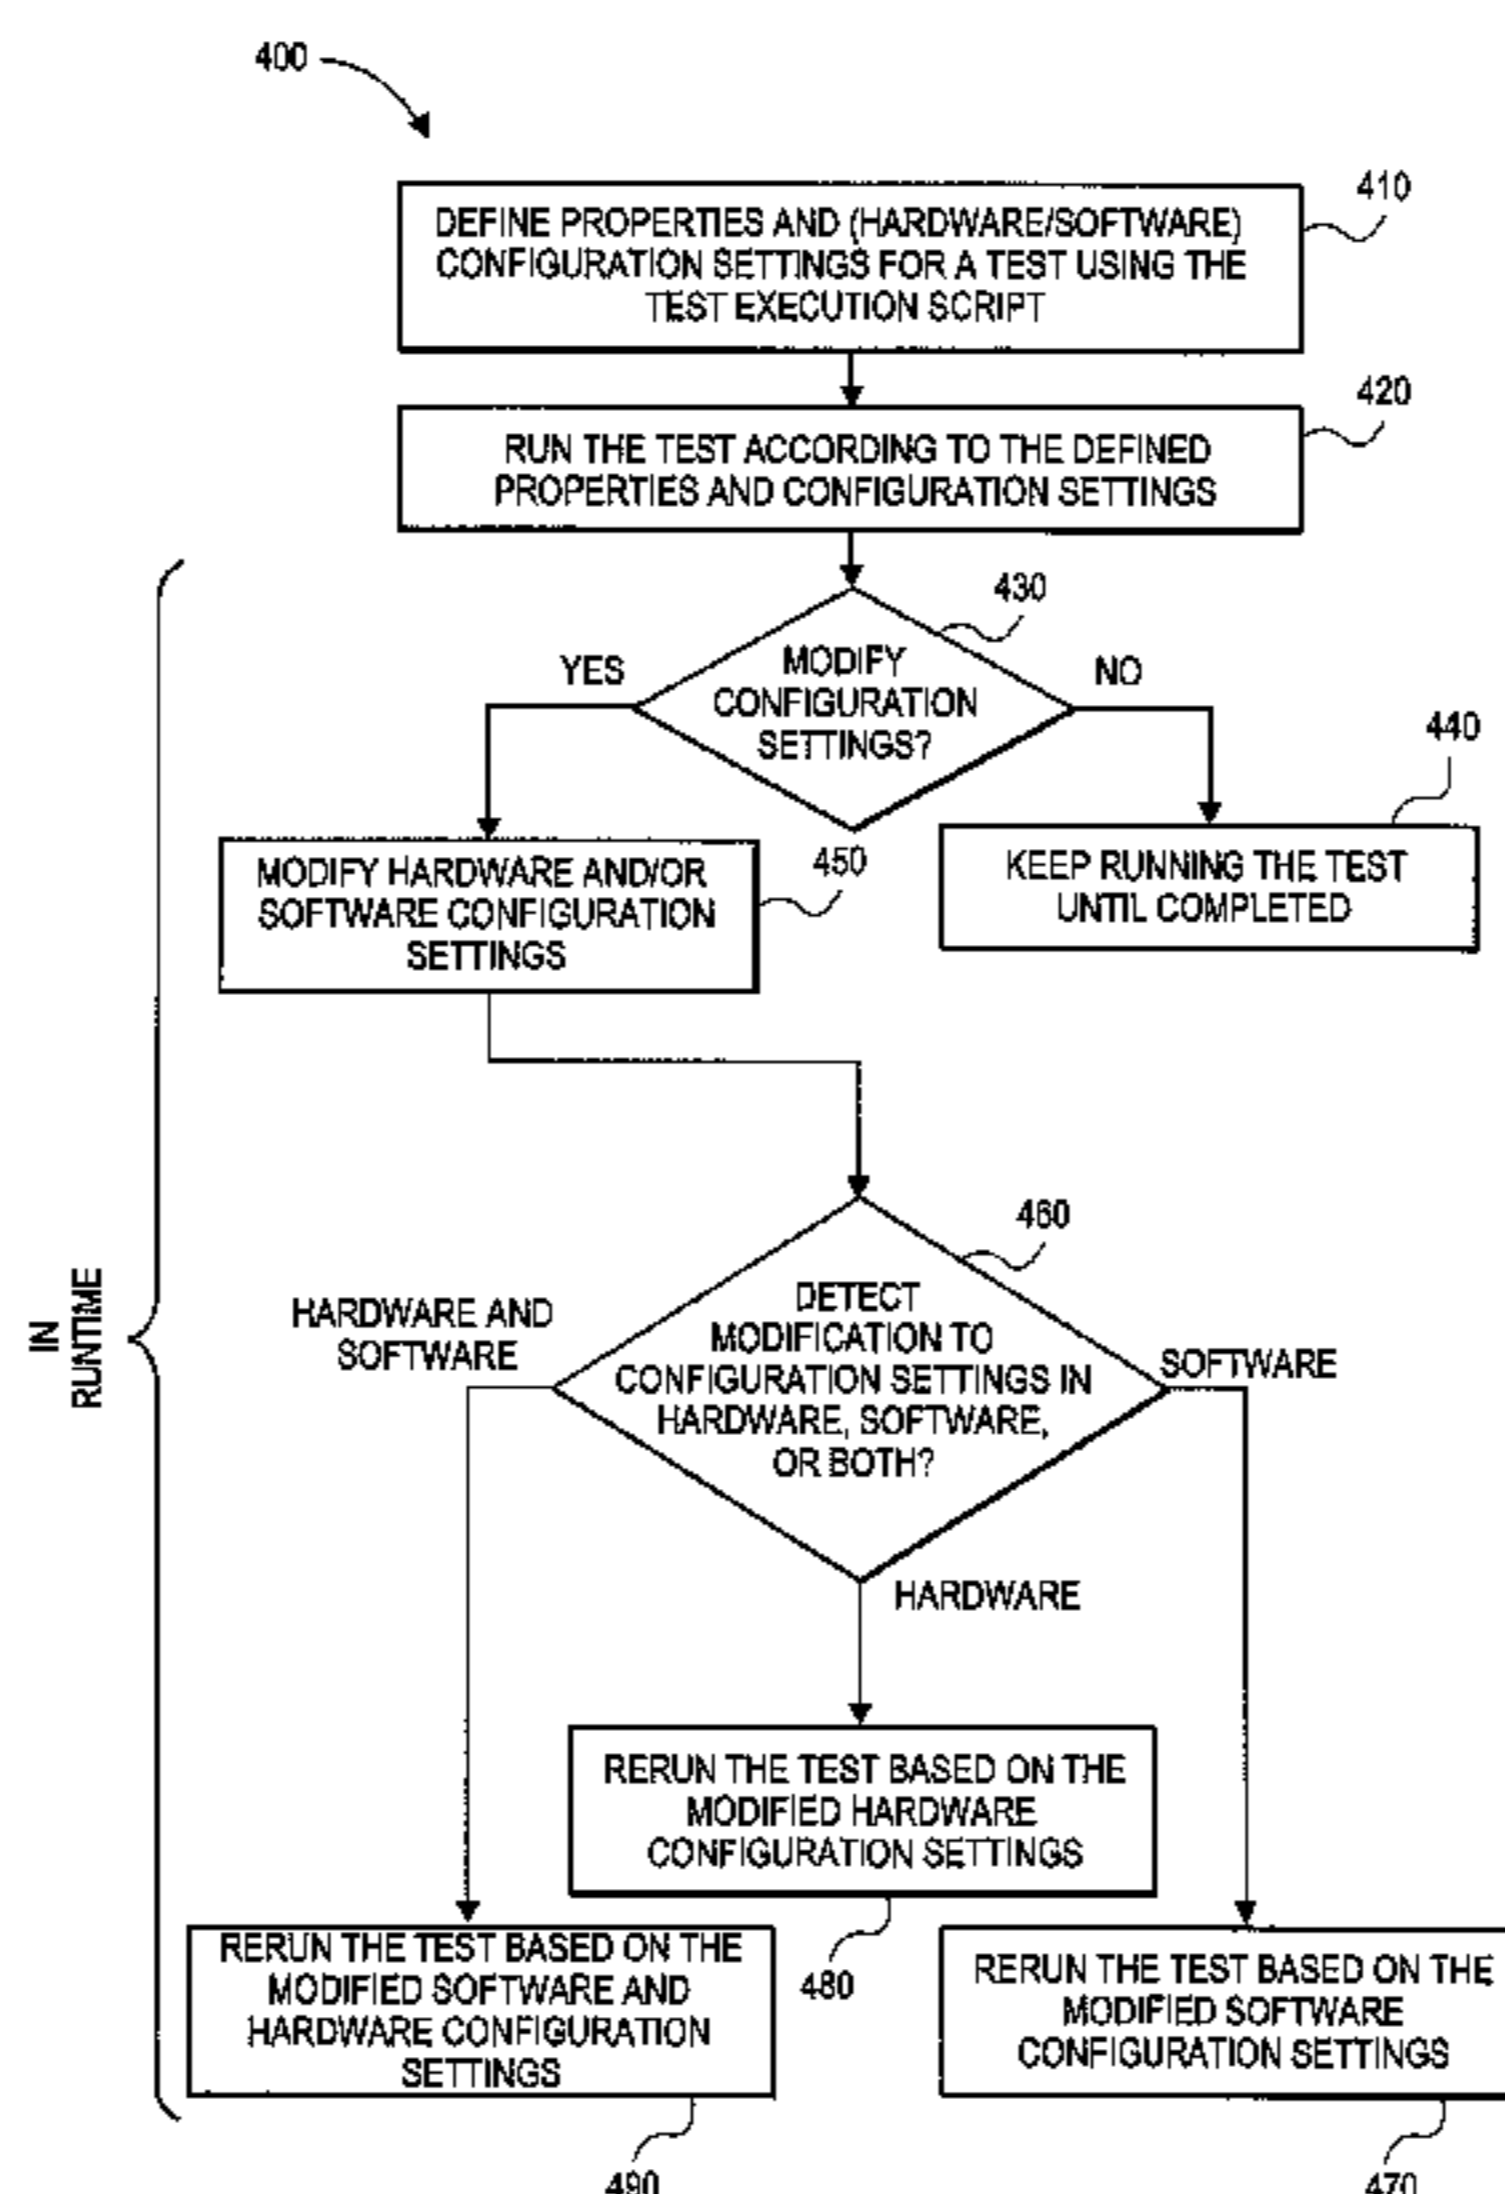 400
410
DEFINE PROPERTIES AND (HARDWARE/SOFTWARE)
CONFIGURATION SETTINGS FOR A TEST USING THE
TEST EXECUTION SCRIPT
420
RUN THE TEST ACCORDING TO THE DEFINED
PROPERTIES AND CONFIGURATION SETTINGS
430
YES
MODIFY
CONFIGURATION
SETTINGS?
NO
440
450
MODIFY HARDWARE AND/OR
SOFTWARE CONFIGURATION
SETTINGS
KEEP RUNNING THE TEST
UNTIL COMPLETED
460
IN
RUNTIME
HARDWARE AND
SOFTWARE
DETECT
MODIFICATION TO
CONFIGURATION SETTINGS IN
HARDWARE, SOFTWARE,
OR BOTH?
SOFTWARE
HARDWARE
RERUN THE TEST BASED ON THE
MODIFIED HARDWARE
CONFIGURATION SETTINGS
480
RERUN THE TEST BASED ON THE
MODIFIED SOFTWARE AND
HARDWARE CONFIGURATION
SETTINGS
RERUN THE TEST BASED ON THE
MODIFIED SOFTWARE
CONFIGURATION SETTINGS
490
470